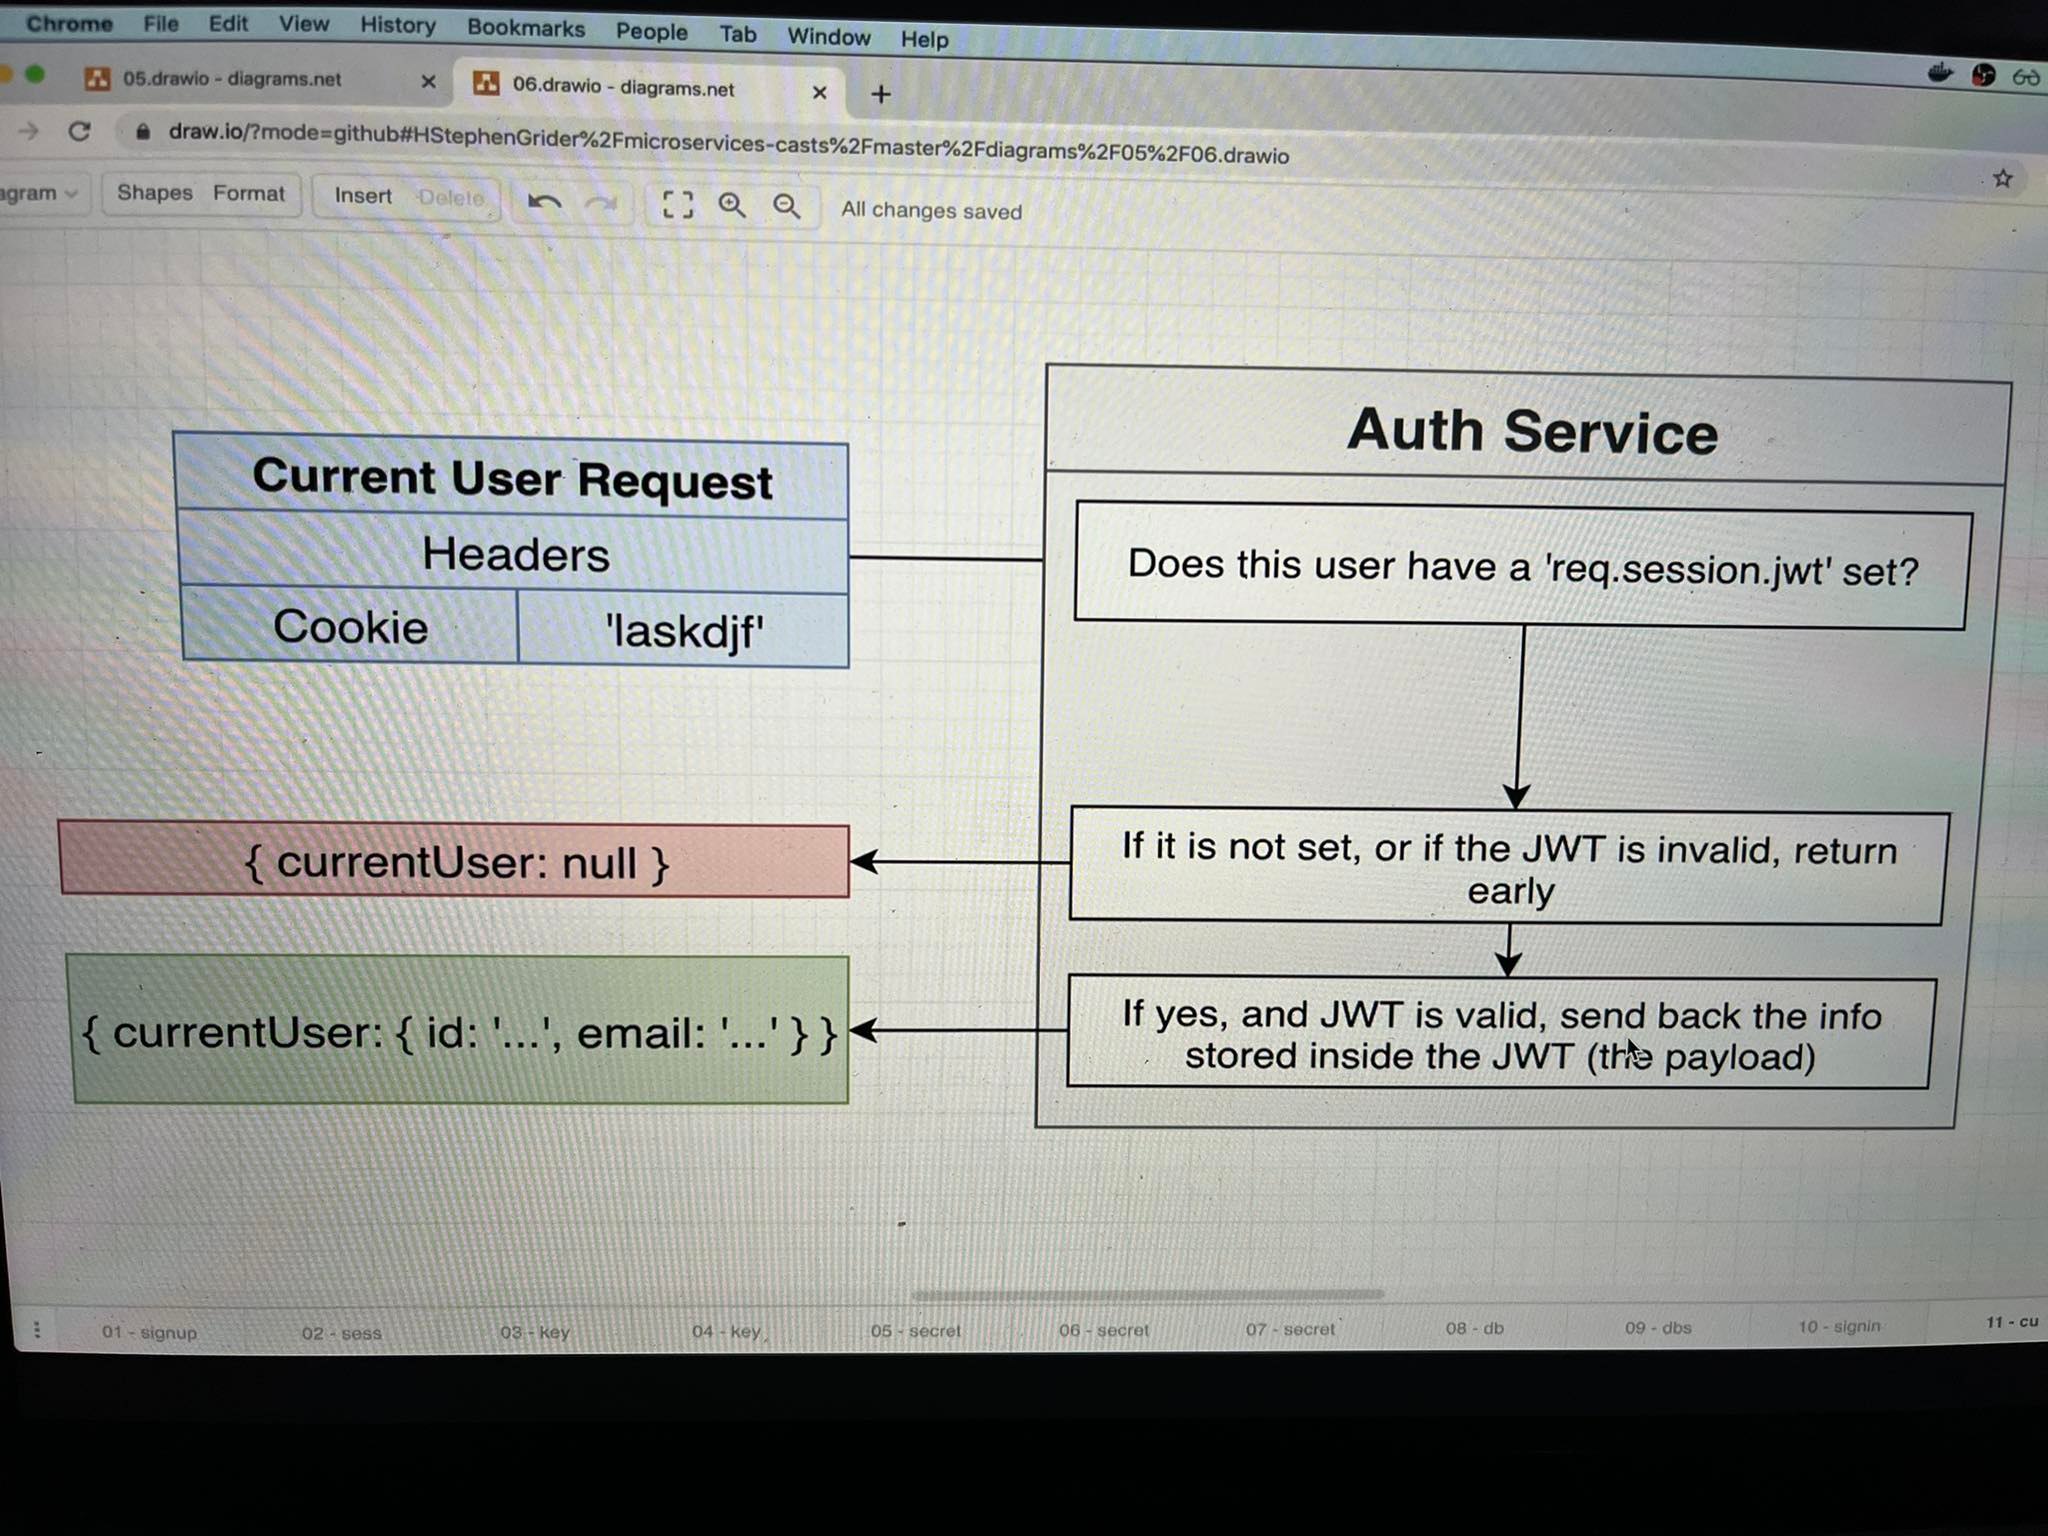 Chrome File Edit View History Bookmarks People Tab Window Help
05.drawio - diagrams.net
06.drawio - diagrams.net
draw.io/?mode=github#HStephenGrider%2Fmicroservices-casts%2Fmaster%2Fdiagrams%2F05%2F06.drawio
agram Shapes Format Insert Delete All changes saved
Auth Service
Current User Request
Headers
Cookie 'laskdjf'
Does this user have a 'req.session.jwt' set?
{ currentUser: null }
If it is not set, or if the JWT is invalid, return
early
{ currentUser: { id: '...', email: '...' } }
If yes, and JWT is valid, send back the info
stored inside the JWT (the payload)
01 - signup 02 - sess 03 - key 04 - key 05 - secret 06 - secret 07 - secret 08 - db 09 - dbs 10 - signin 11 - cu